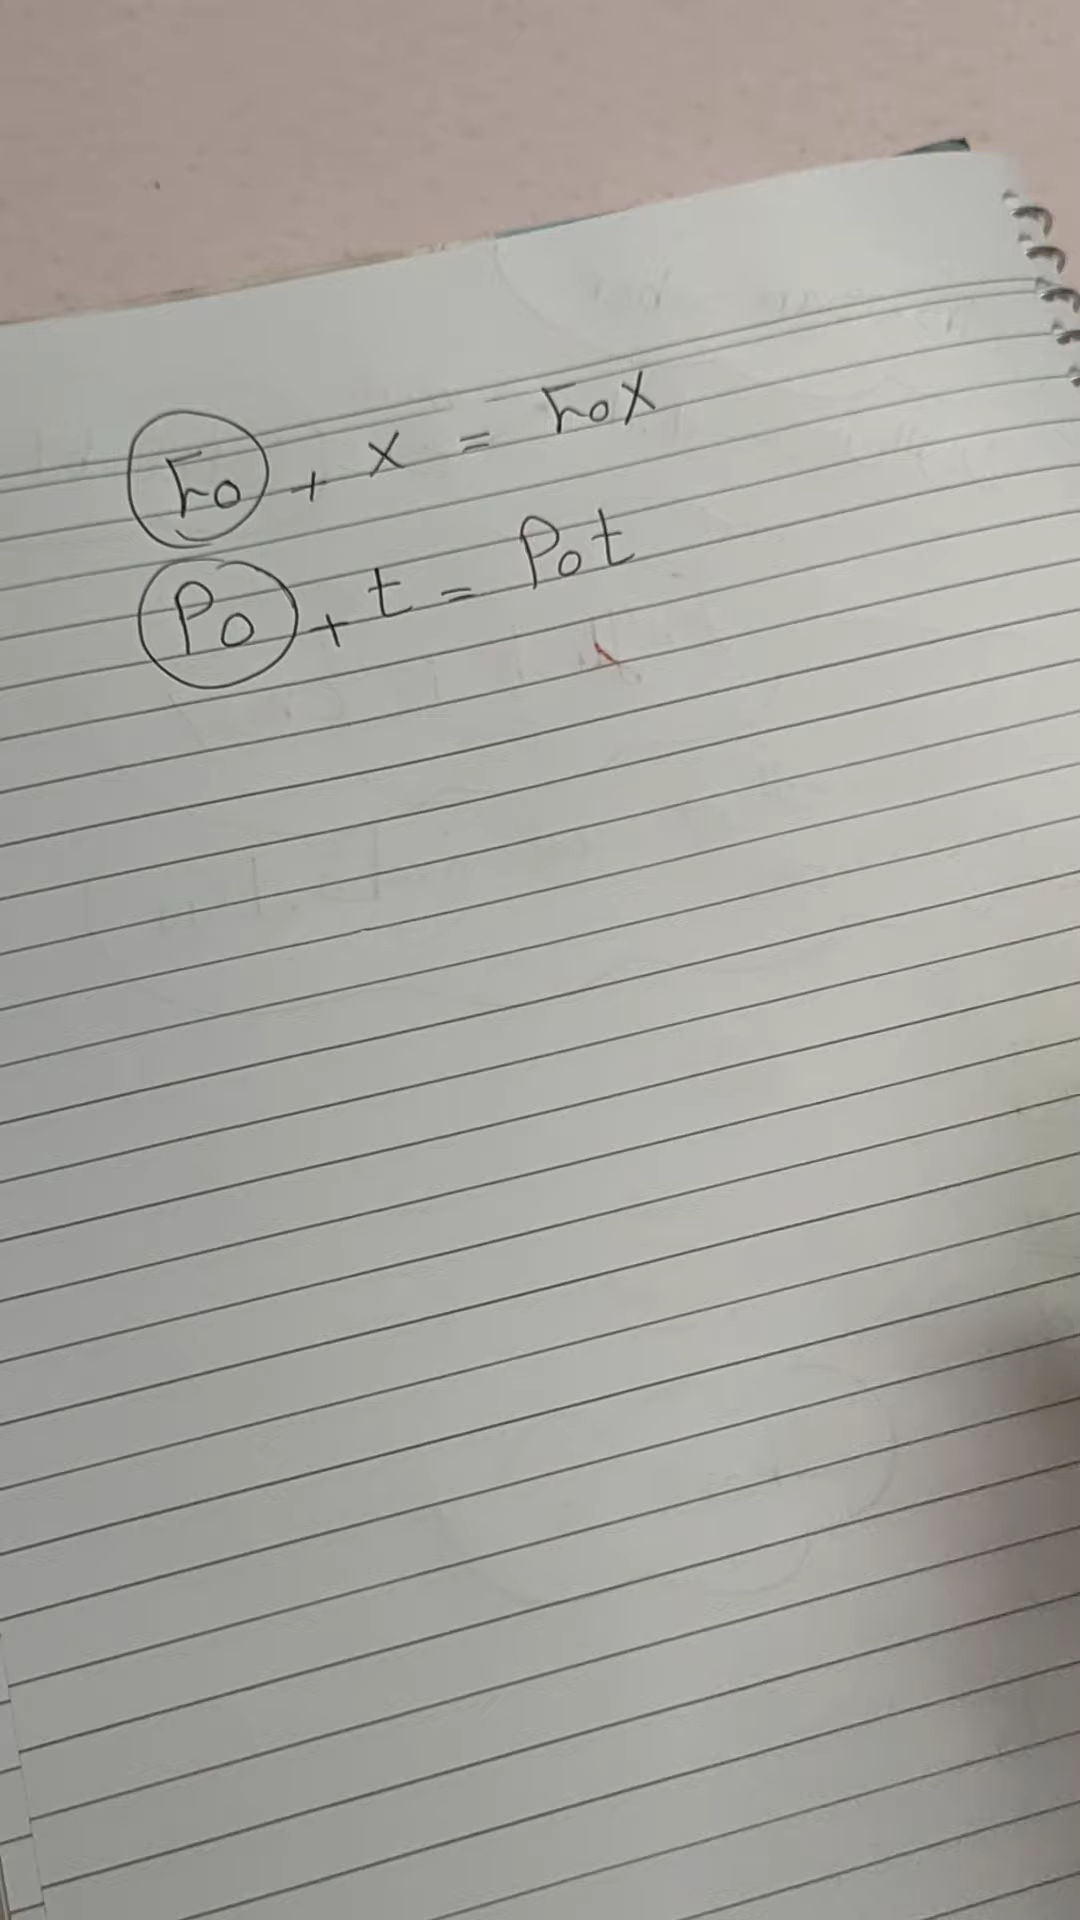 Fo + x = Fox
Po + t = Pot